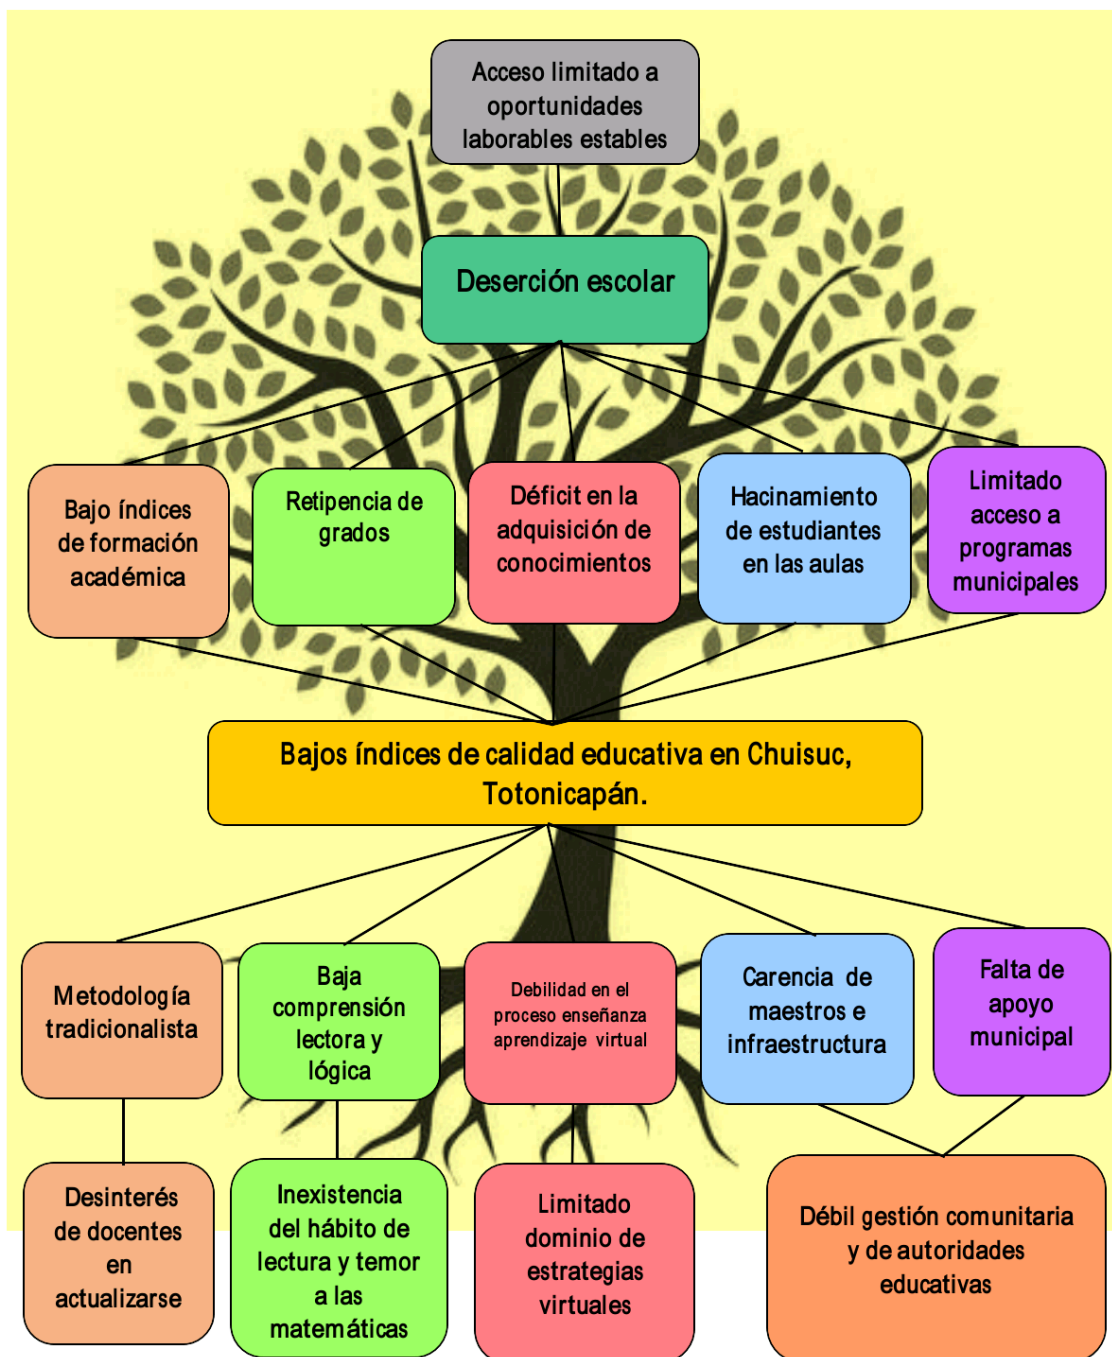 Acceso limitado a
oportunidades
laborables estables
Deserción escolar
Bajo índices
de formación
académica
Retipencia de
grados
Déficit en la
adquisición de
conocimientos
Hacinamiento
de estudiantes
en las aulas
Limitado
acceso a
programas
municipales
Bajos índices de calidad educativa en Chuisuc,
Totonicapán.
Metodología
tradicionalista
Baja
comprensión
lectora y
lógica
Debilidad en el
proceso enseñanza
aprendizaje virtual
Carencia de
maestros e
infraestructura
Falta de
apoyo
municipal
Desinterés
de docentes
en
actualizarse
Inexistencia
del hábito de
lectura y temor
a las
matemáticas
Limitado
dominio de
estrategias
virtuales
Débil gestión comunitaria
y de autoridades
educativas